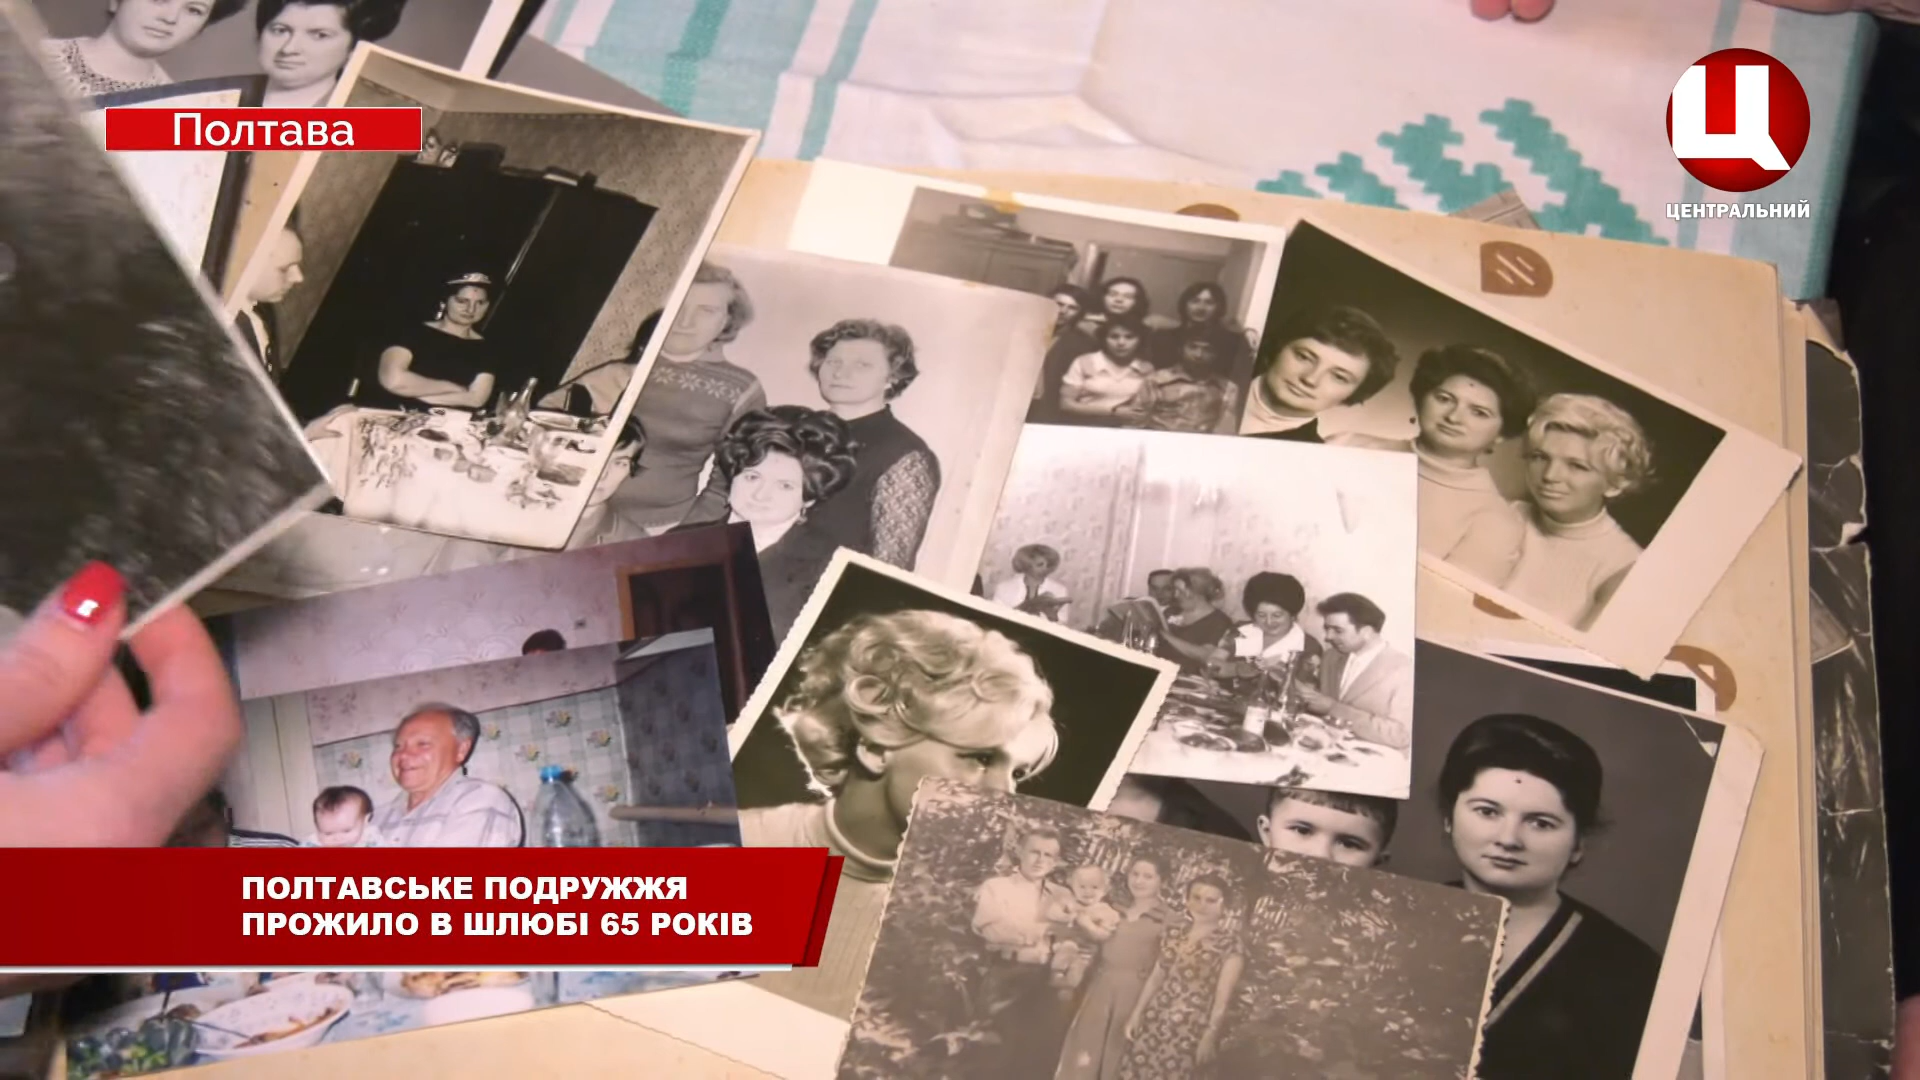 Полтава
Ц
ЦЕНТРАЛЬНИЙ
ПОЛТАВСЬКЕ ПОДРУЖЖЯ
ПРОЖИЛО В ШЛЮБІ 65 РОКІВ